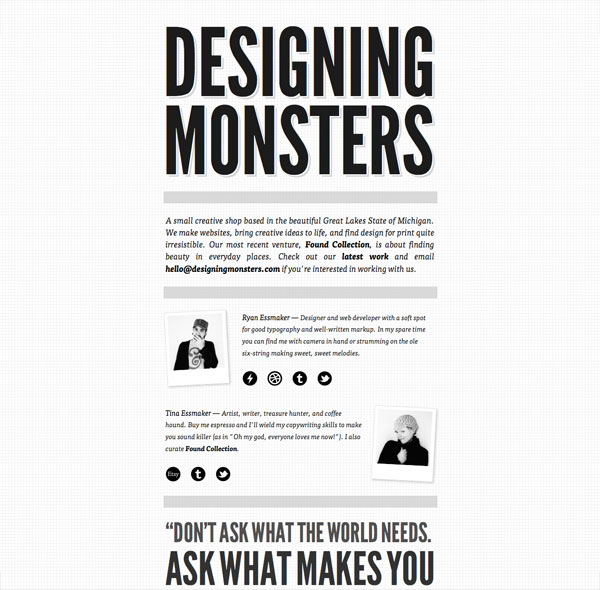 DESIGNING
MONSTERS
A small creative shop based in the beautiful Great Lakes State of Michigan.
We make websites, bring creative ideas to life, and find design for print quite
irresistible. Our most recent venture, Found Collection, is about finding
beauty in everyday places. Check out our latest work and email
hello@designingmonsters.com if you're interested in working with us.
Ryan Essmaker — Designer and web developer with a soft spot
for good typography and well-written markup. In my spare time
you can find me with camera in hand or strumming on the ole
six-string making sweet, sweet melodies.
Tina Essmaker — Artist, writer, treasure hunter, and coffee
hound. Buy me espresso and I'll wield my copywriting skills to make
you sound killer (as in "Oh my god, everyone loves me now!"). I also
curate Found Collection.
Etsy
“DON'T ASK WHAT THE WORLD NEEDS.
ASK WHAT MAKES YOU